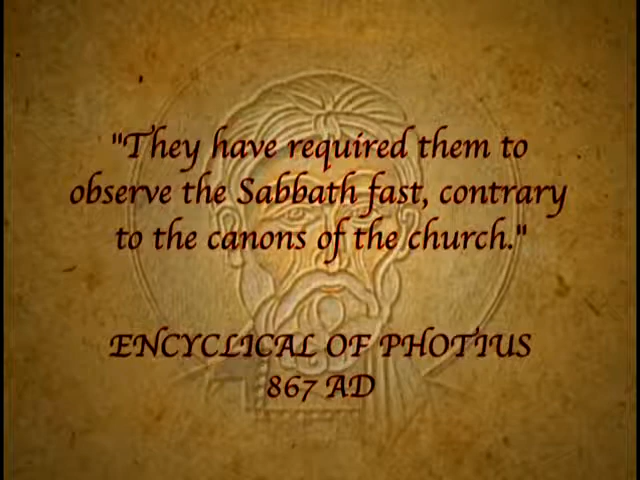 "They have required them to
observe the Sabbath fast, contrary
to the canons of the church."
ENCYCLICAL OF PHOTIUS
867 AD